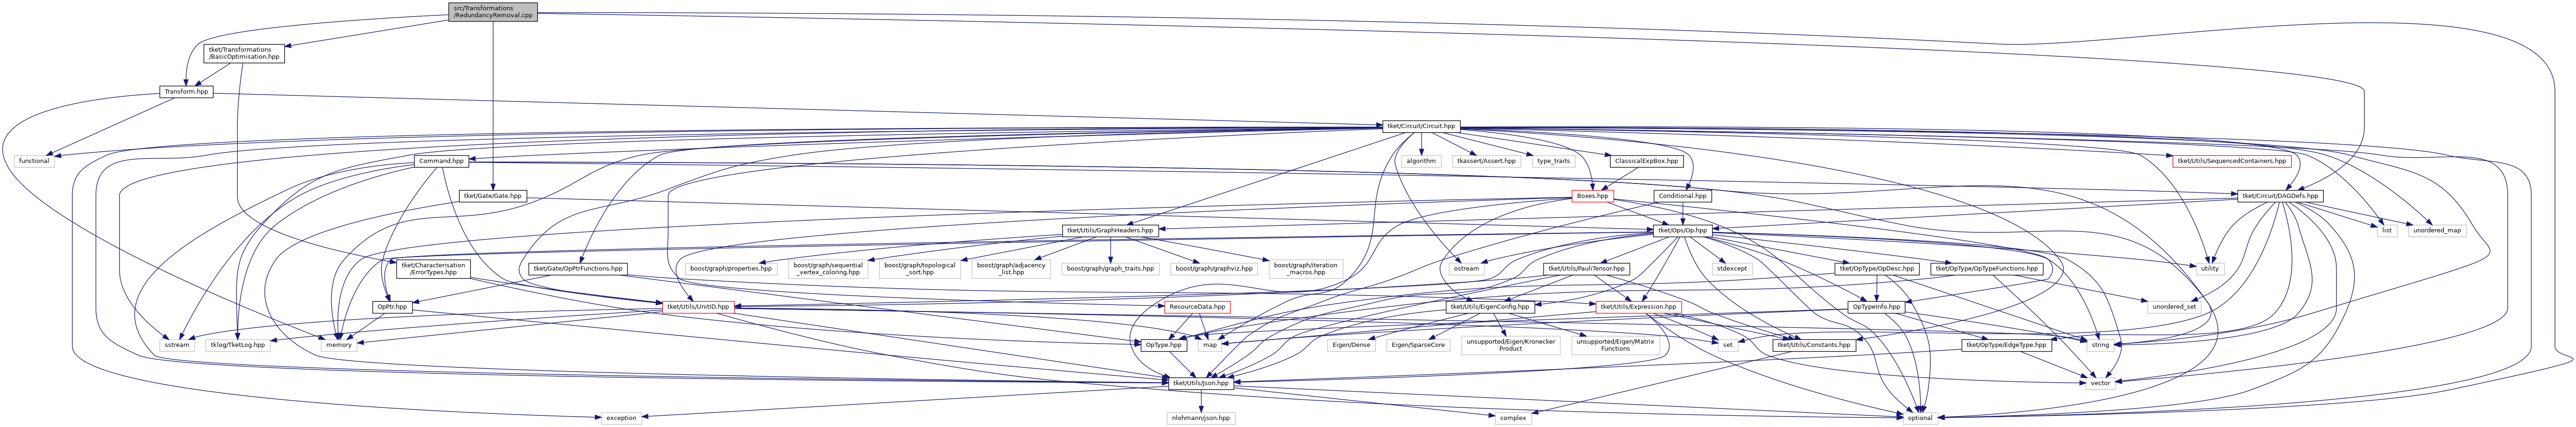 src/Transformations
/RedundancyRemoval.cpp
tket/Transformations
/BasicOptimisation.hpp
Transform.hpp
tket/Circuit/Circuit.hpp
functional
Command.hpp
algorithm
tkassert/Assert.hpp
type_traits
ClassicalExpBox.hpp
tket/Utils/SequencedContainers.hpp
tket/Gate/Gate.hpp
Boxes.hpp
Conditional.hpp
tket/Circuit/DAGDefs.hpp
tket/Utils/GraphHeaders.hpp
tket/Ops/Op.hpp
list
unordered_map
tket/Characterisation
/ErrorTypes.hpp
tket/Gate/OpPtrFunctions.hpp
boost/graph/properties.hpp
boost/graph/sequential
_vertex_coloring.hpp
boost/graph/topological
_sort.hpp
boost/graph/adjacency
_list.hpp
boost/graph/graph_traits.hpp
boost/graph/graphviz.hpp
boost/graph/iteration
_macros.hpp
ostream
tket/Utils/PauliTensor.hpp
stdexcept
tket/OpType/OpDesc.hpp
tket/OpType/OpTypeFunctions.hpp
utility
OpPtr.hpp
tket/Utils/UnitID.hpp
ResourceData.hpp
tket/Utils/EigenConfig.hpp
tket/Utils/Expression.hpp
OpTypeInfo.hpp
unordered_set
sstream
tklog/TketLog.hpp
memory
OpType.hpp
map
Eigen/Dense
Eigen/SparseCore
unsupported/Eigen/Kronecker
Product
unsupported/Eigen/Matrix
Functions
set
tket/Utils/Constants.hpp
tket/OpType/EdgeType.hpp
string
tket/Utils/Json.hpp
vector
exception
nlohmann/json.hpp
complex
optional